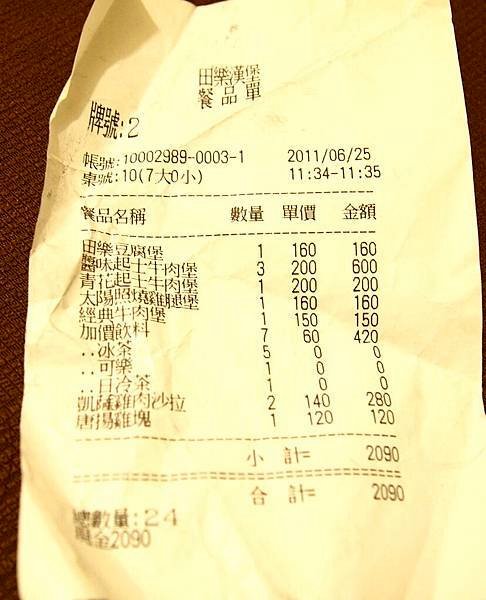 田樂漢堡
餐品單
牌號:2
帳號:10002989-0003-1 2011/06/25
桌號:10(7大0小) 11:34-11:35
餐品名稱 數量 單價 金額
田樂豆腐堡 1 160 160
醬味起士牛肉堡 3 200 600
青花起士牛肉堡 1 200 200
太陽照燒雞腿堡 1 160 160
經典牛肉堡 1 150 150
加價飲料 7 60 420
..冰茶 5 0 0
..可樂 1 0 0
..日冷茶 1 0 0
凱薩雞肉沙拉 2 140 280
唐揚雞塊 1 120 120
小 計= 2090
合 計= 2090
總數量:24
現金2090